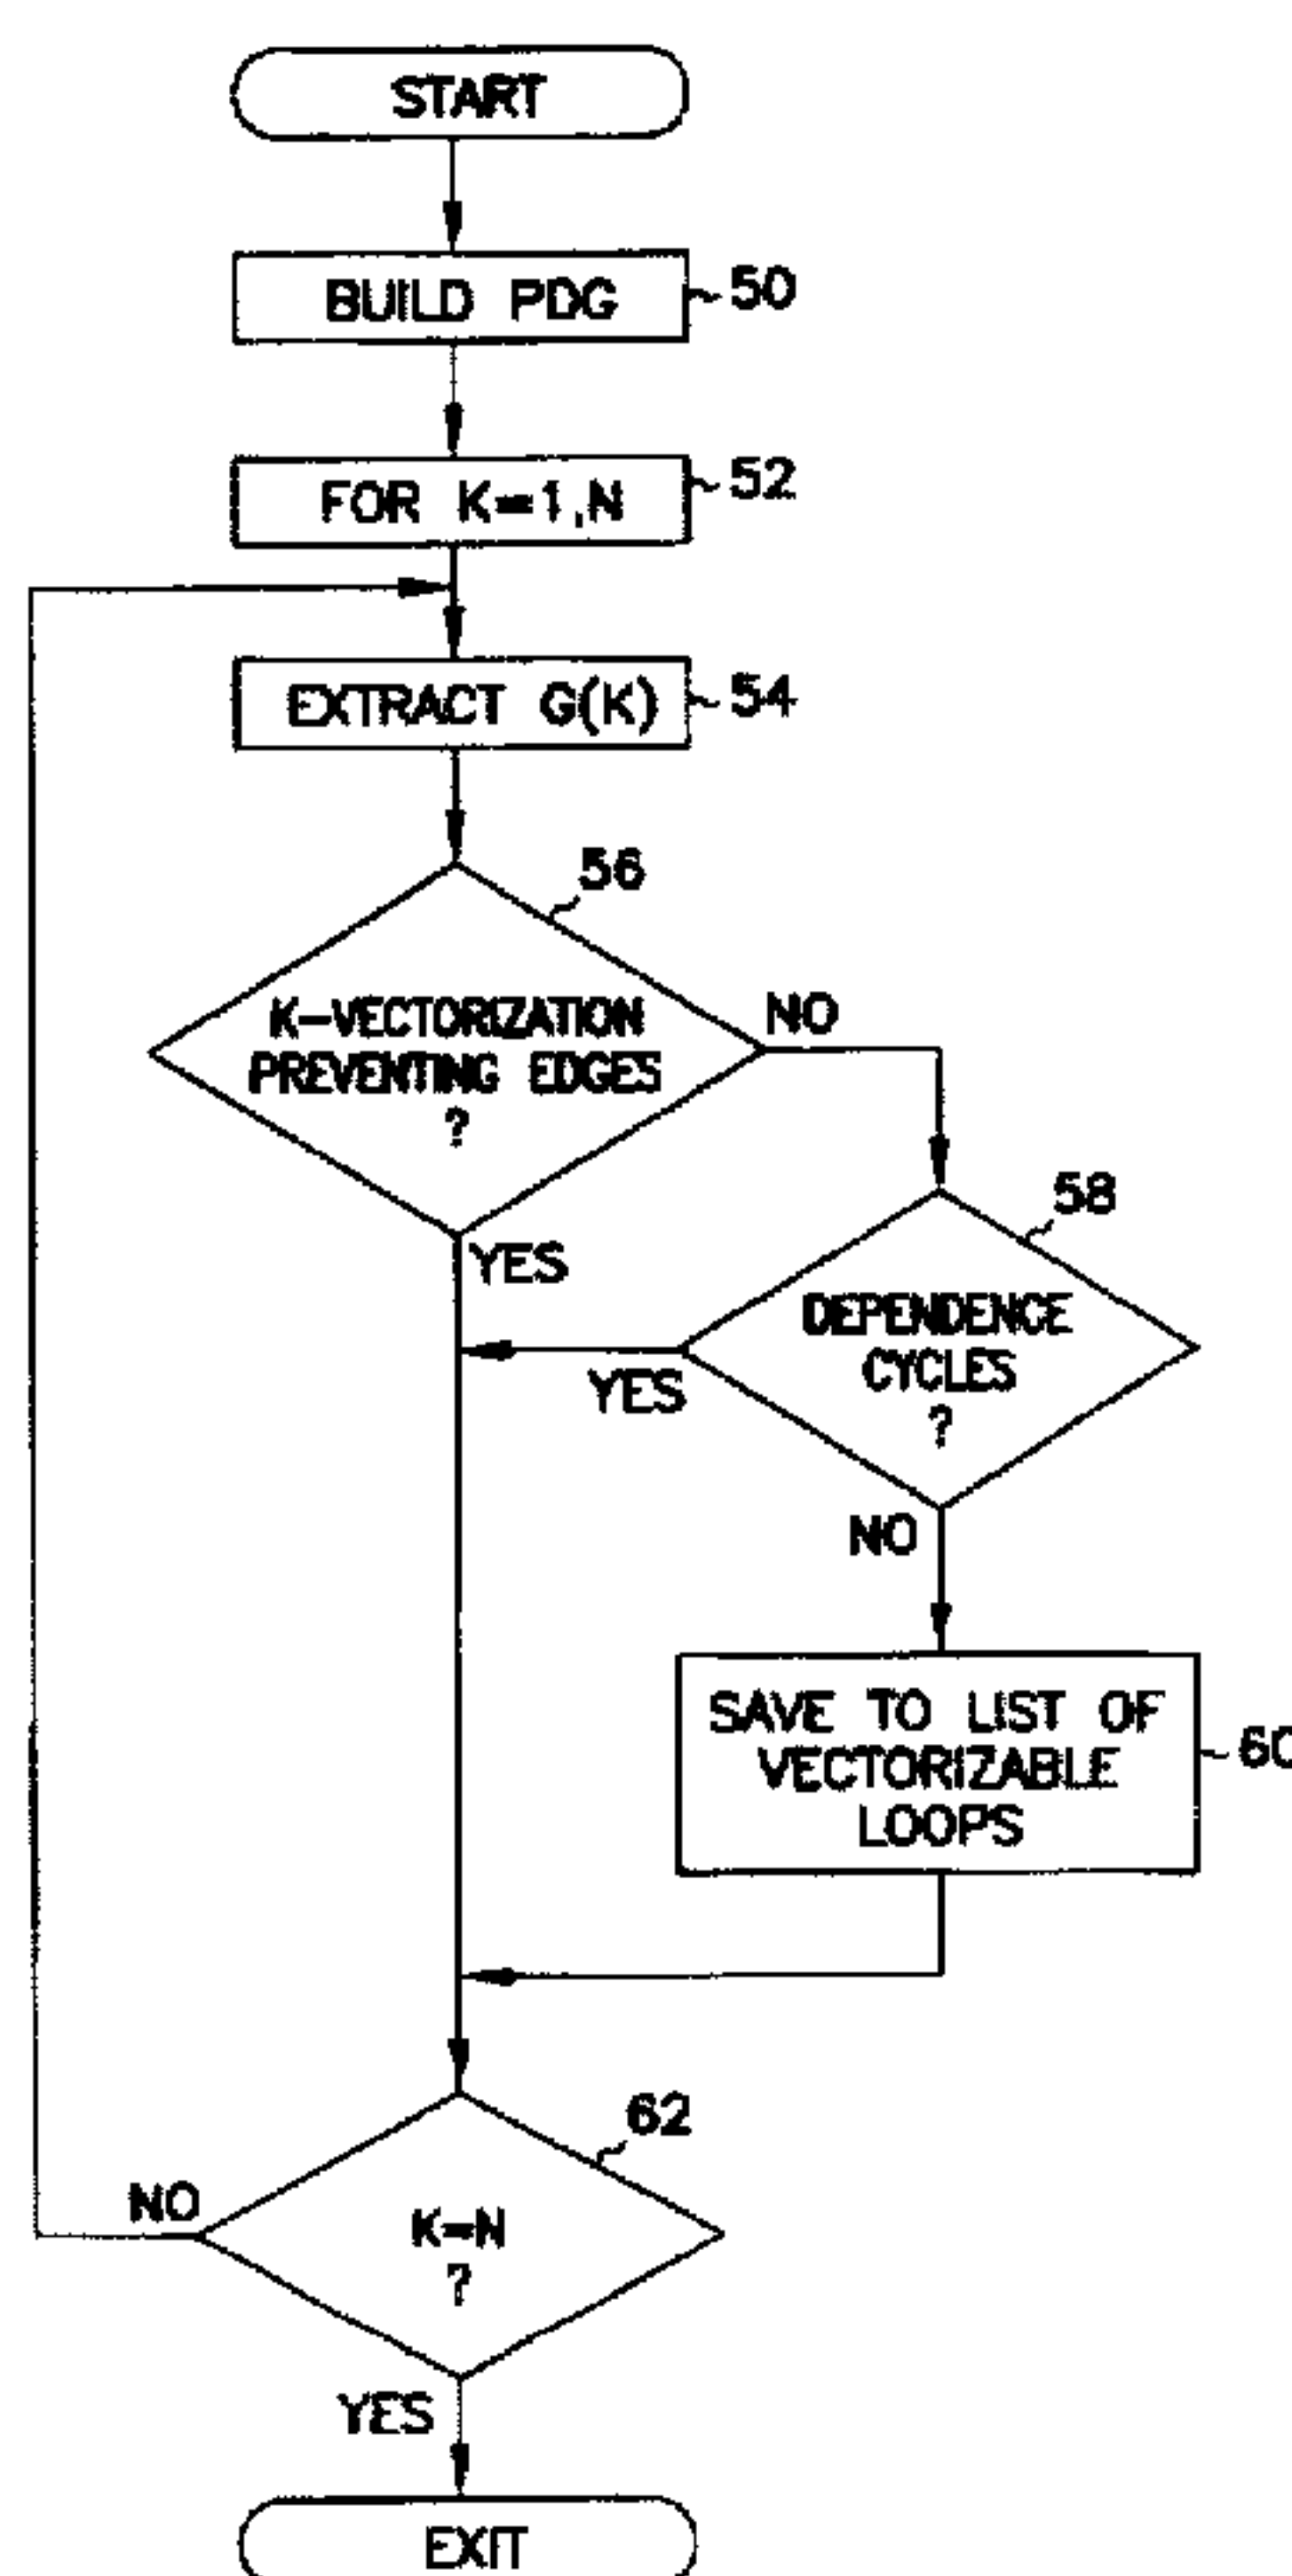 START
BUILD PDG
50
FOR K=1,N
52
EXTRACT G(K)
54
56
K-VECTORIZATION
PREVENTING EDGES
?
NO
YES
58
DEPENDENCE
CYCLES
?
YES
NO
SAVE TO LIST OF
VECTORIZABLE
LOOPS
60
62
K=N
?
NO
YES
EXIT